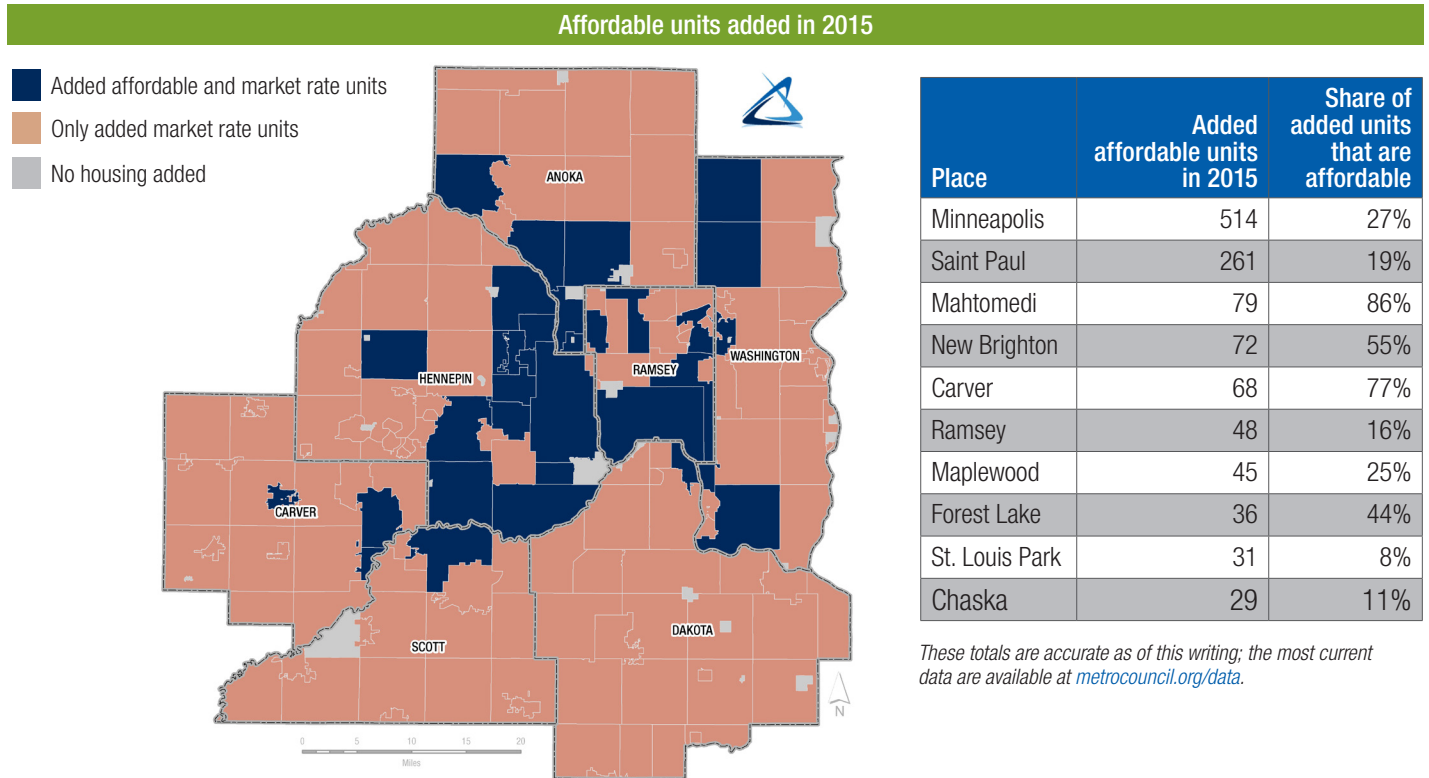 Affordable units added in 2015
Added affordable and market rate units
Only added market rate units
No housing added
ANOKA
HENNEPIN
RAMSEY
WASHINGTON
CARVER
SCOTT
DAKOTA
N
0 5 10 15 20
Miles
Place Added affordable units in 2015 Share of added units that are affordable
Minneapolis 514 27%
Saint Paul 261 19%
Mahtomedi 79 86%
New Brighton 72 55%
Carver 68 77%
Ramsey 48 16%
Maplewood 45 25%
Forest Lake 36 44%
St. Louis Park 31 8%
Chaska 29 11%
These totals are accurate as of this writing; the most current
data are available at metrocouncil.org/data.